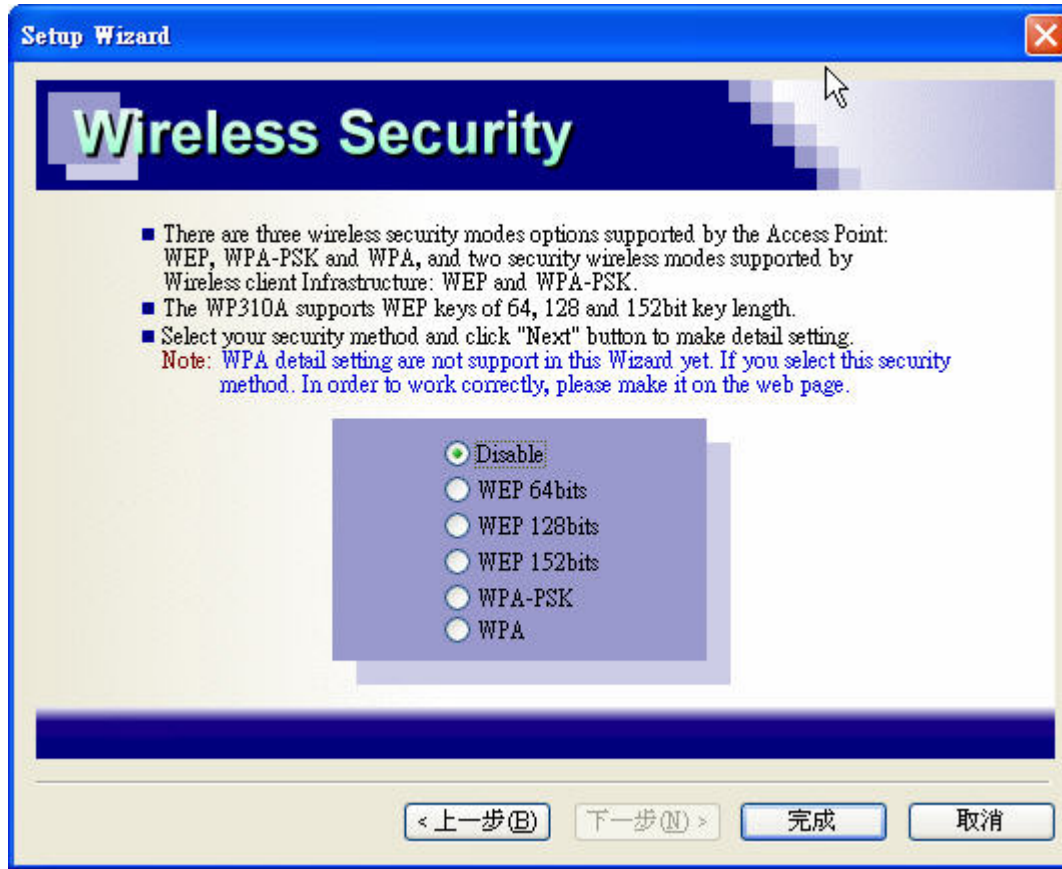 Setup Wizard
Wireless Security
There are three wireless security modes options supported by the Access Point:
WEP, WPA-PSK and WPA, and two security wireless modes supported by
Wireless client Infrastructure: WEP and WPA-PSK.
The WP310A supports WEP keys of 64, 128 and 152bit key length.
Select your security method and click "Next" button to make detail setting.
Note: WPA detail setting are not support in this Wizard yet. If you select this security
method. In order to work correctly, please make it on the web page.
Disable
WEP 64bits
WEP 128bits
WEP 152bits
WPA-PSK
WPA
< 上一步(B) 下一步(N) > 完成 取消